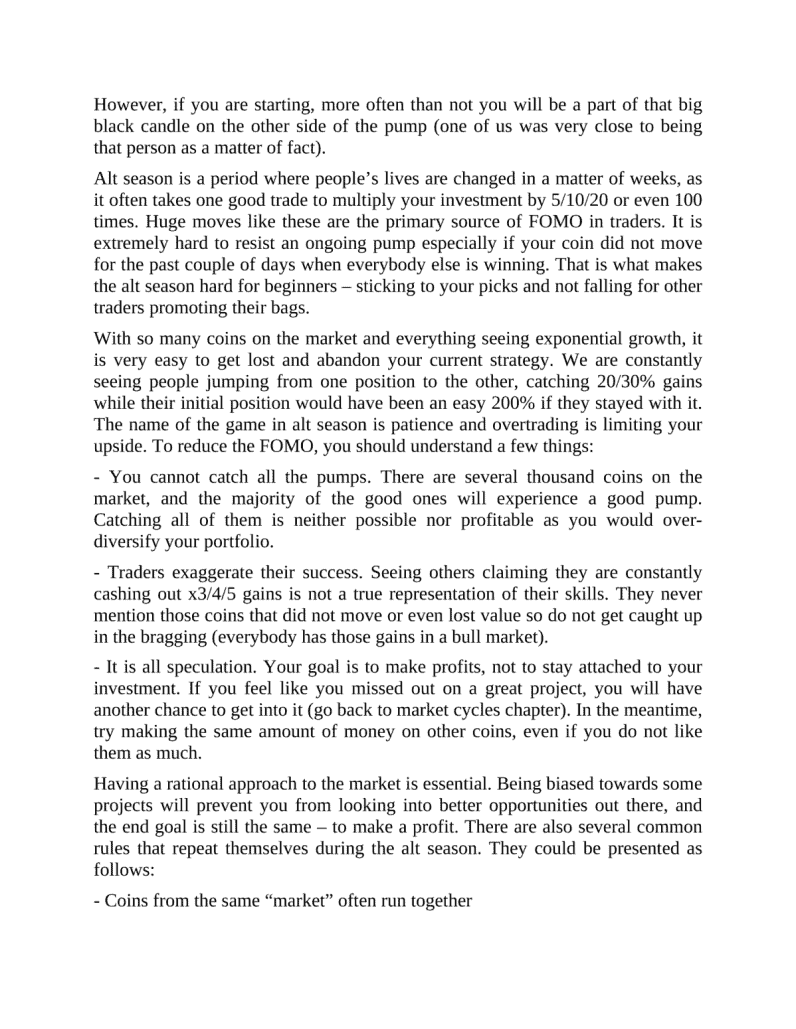 However, if you are starting, more often than not you will be a part of that big
black candle on the other side of the pump (one of us was very close to being
that person as a matter of fact).
Alt season is a period where people’s lives are changed in a matter of weeks, as
it often takes one good trade to multiply your investment by 5/10/20 or even 100
times. Huge moves like these are the primary source of FOMO in traders. It is
extremely hard to resist an ongoing pump especially if your coin did not move
for the past couple of days when everybody else is winning. That is what makes
the alt season hard for beginners – sticking to your picks and not falling for other
traders promoting their bags.
With so many coins on the market and everything seeing exponential growth, it
is very easy to get lost and abandon your current strategy. We are constantly
seeing people jumping from one position to the other, catching 20/30% gains
while their initial position would have been an easy 200% if they stayed with it.
The name of the game in alt season is patience and overtrading is limiting your
upside. To reduce the FOMO, you should understand a few things:
- You cannot catch all the pumps. There are several thousand coins on the
market, and the majority of the good ones will experience a good pump.
Catching all of them is neither possible nor profitable as you would over-
diversify your portfolio.
- Traders exaggerate their success. Seeing others claiming they are constantly
cashing out x3/4/5 gains is not a true representation of their skills. They never
mention those coins that did not move or even lost value so do not get caught up
in the bragging (everybody has those gains in a bull market).
- It is all speculation. Your goal is to make profits, not to stay attached to your
investment. If you feel like you missed out on a great project, you will have
another chance to get into it (go back to market cycles chapter). In the meantime,
try making the same amount of money on other coins, even if you do not like
them as much.
Having a rational approach to the market is essential. Being biased towards some
projects will prevent you from looking into better opportunities out there, and
the end goal is still the same – to make a profit. There are also several common
rules that repeat themselves during the alt season. They could be presented as
follows:
- Coins from the same “market” often run together